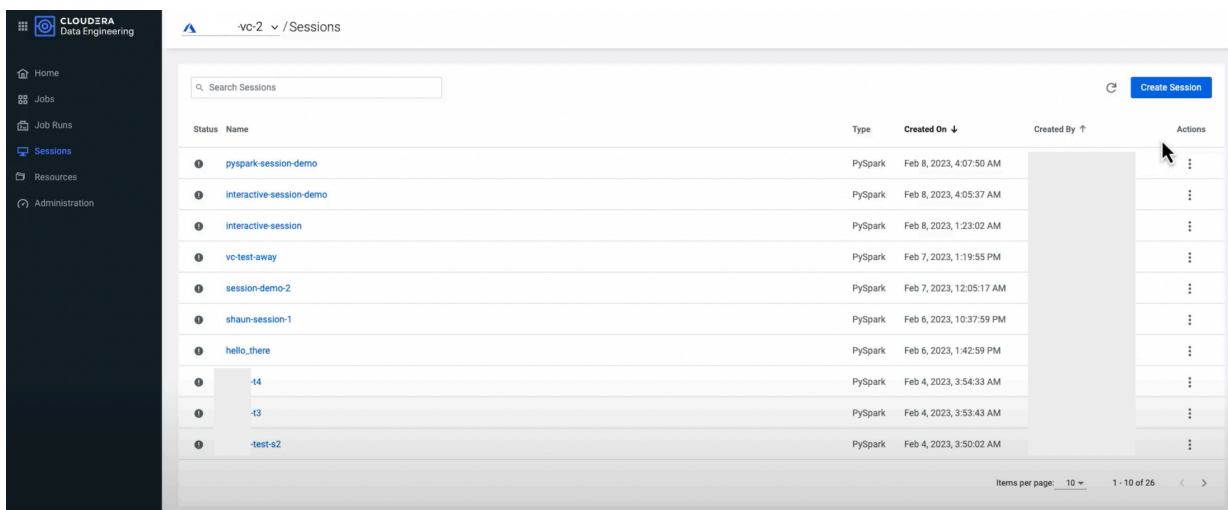 CLOUDERA
Data Engineering
-vc-2 / Sessions
Home
Jobs
Job Runs
Sessions
Resources
Administration
Search Sessions
Create Session
Status Name Type Created On Created By Actions
pyspark-session-demo PySpark Feb 8, 2023, 4:07:50 AM
interactive-session-demo PySpark Feb 8, 2023, 4:05:37 AM
interactive-session PySpark Feb 8, 2023, 1:23:02 AM
vc-test-away PySpark Feb 7, 2023, 1:19:55 PM
session-demo-2 PySpark Feb 7, 2023, 12:05:17 AM
shaun-session-1 PySpark Feb 6, 2023, 10:37:59 PM
hello_there PySpark Feb 6, 2023, 1:42:59 PM
-t4 PySpark Feb 4, 2023, 3:54:33 AM
-t3 PySpark Feb 4, 2023, 3:53:43 AM
-test-s2 PySpark Feb 4, 2023, 3:50:02 AM
Items per page: 10 1 - 10 of 26